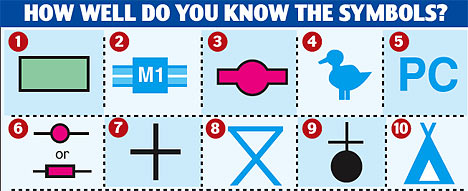 HOW WELL DO YOU KNOW THE SYMBOLS?
1 2 3 4 5
M1 PC
6 7 8 9 10
or